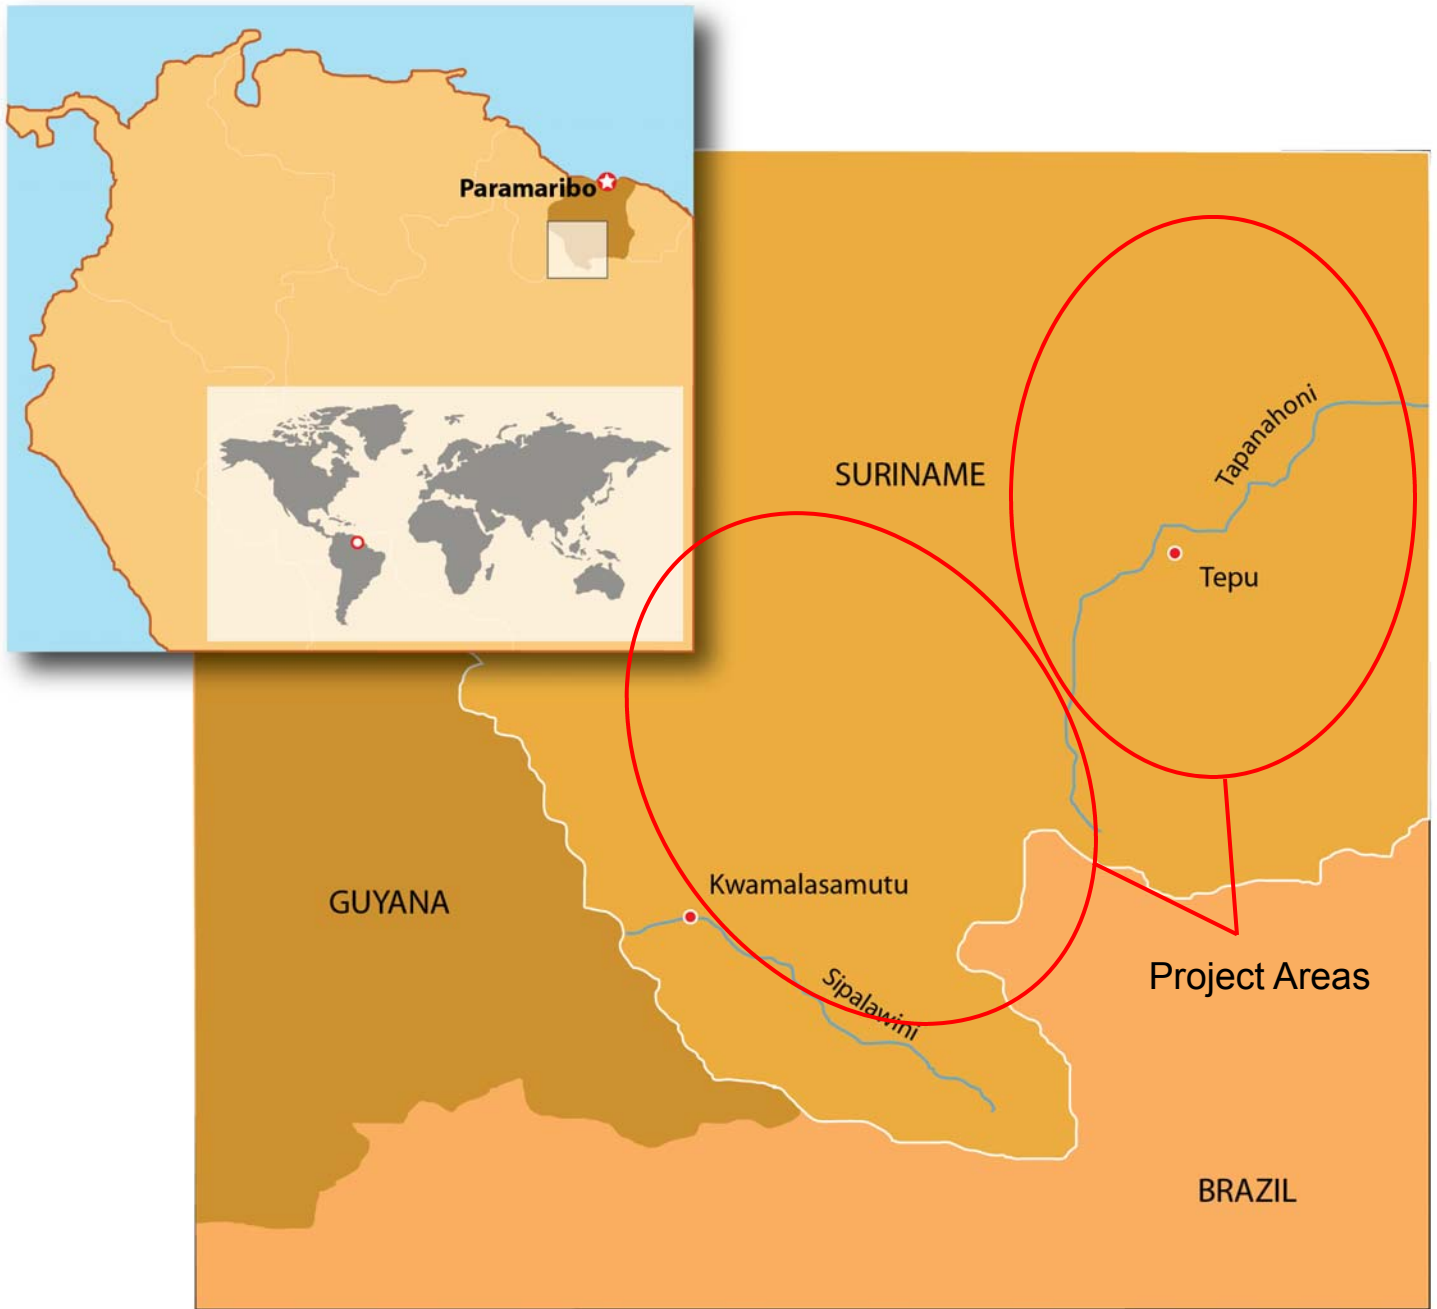 Paramaribo
SURINAME
Tapanahoni
Tepu
Kwamalasamutu
GUYANA
Sipalawini
Project Areas
BRAZIL